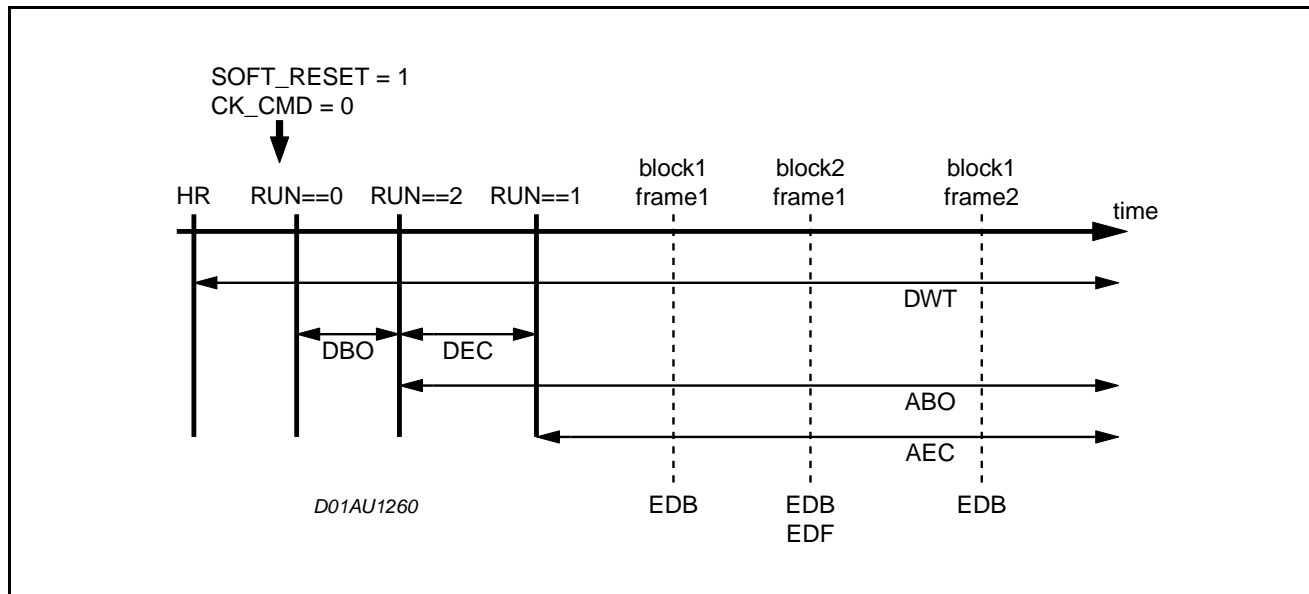 SOFT_RESET = 1
CK_CMD = 0
block1 block2 block1
HR RUN==0 RUN==2 RUN==1 frame1 frame1 frame2
time
DWT
DBO DEC
ABO
AEC
D01AU1260 EDB EDB EDB
EDF